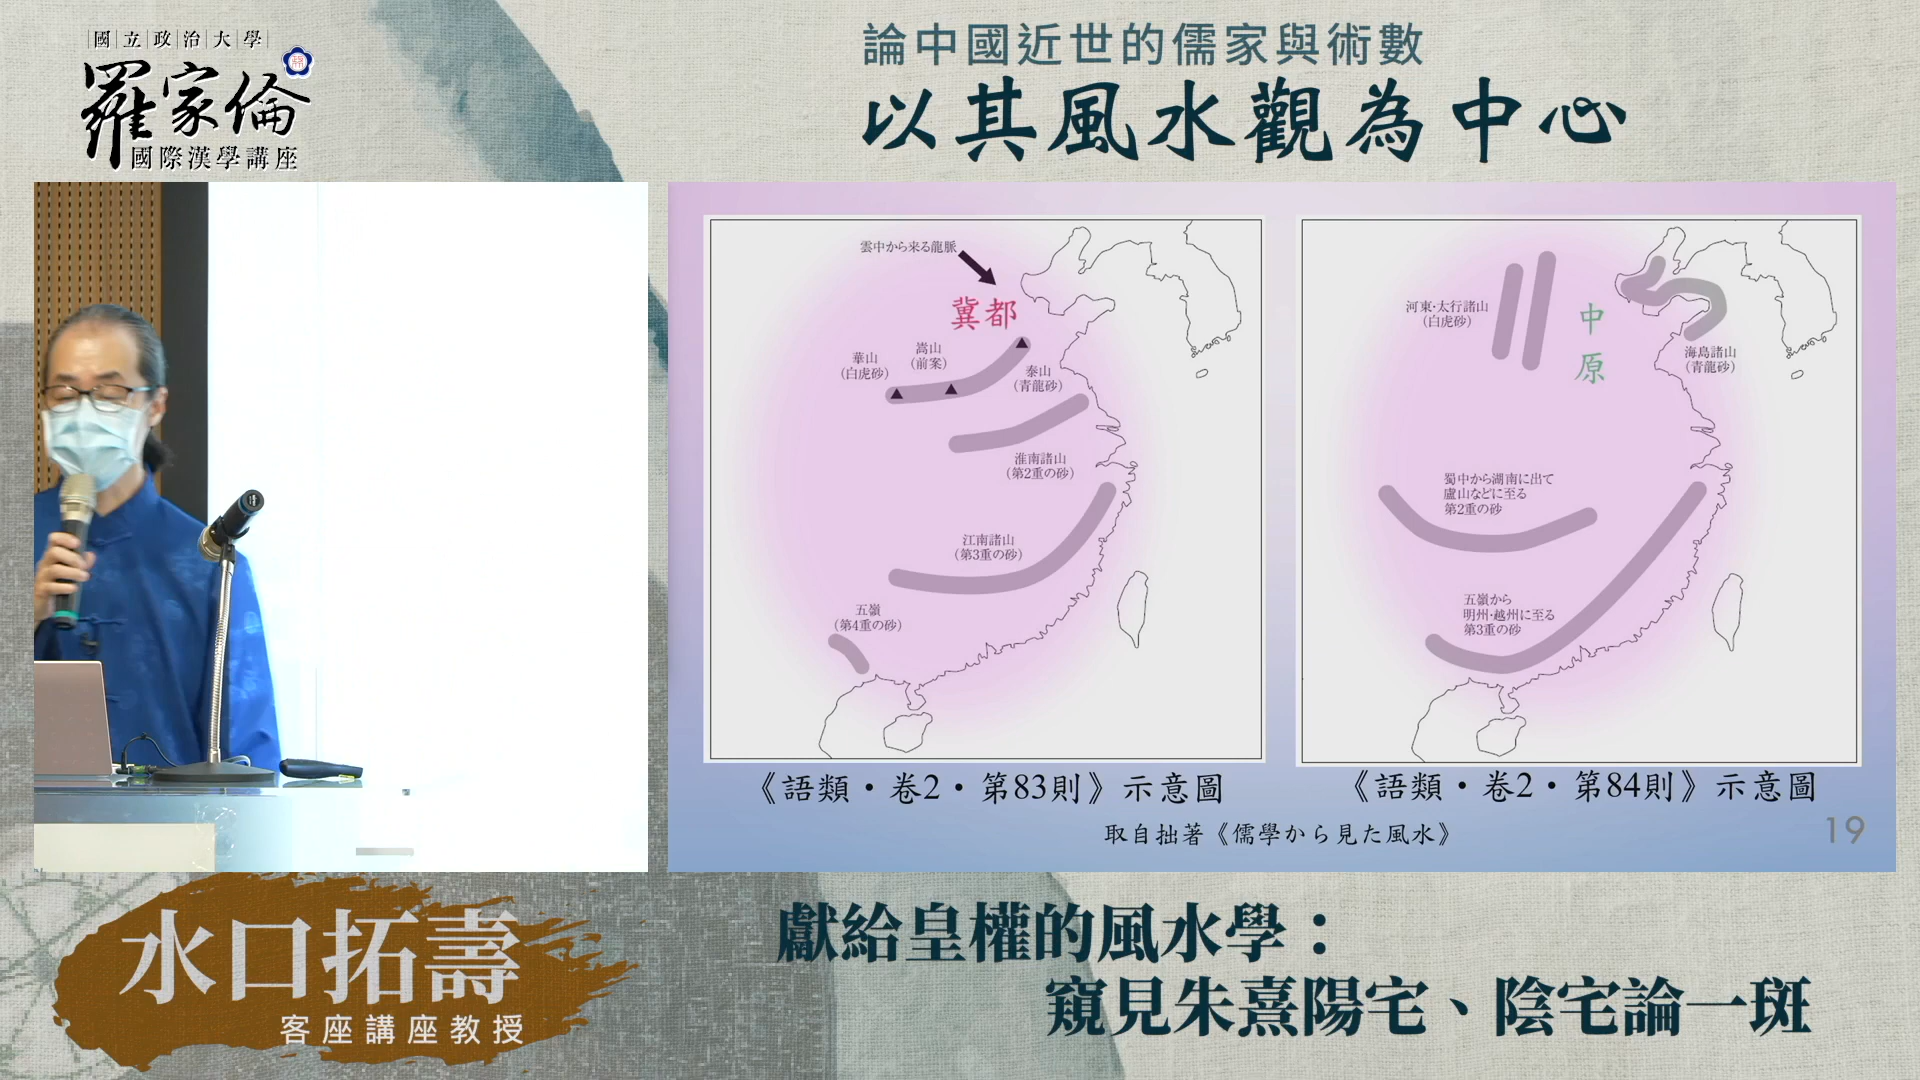 國立政治大學
羅家倫
國際漢學講座
論中國近世的儒家與術數
以其風水觀為中心
雲中から来る龍脈
冀都
華山
（白虎砂）
嵩山
（前案）
泰山
（青龍砂）
淮南諸山
（第2重の砂）
江南諸山
（第3重の砂）
五嶺
（第4重の砂）
《語類・卷2・第83則》示意圖
河東・太行諸山
（白虎砂）
中
原
海島諸山
（青龍砂）
蜀中から湖南に出て
廬山などに至る
第2重の砂
五嶺から
明州・越州に至る
第3重の砂
《語類・卷2・第84則》示意圖
取自拙著《儒學から見た風水》
19
水口拓壽
客座講座教授
獻給皇權的風水學：
窺見朱熹陽宅、陰宅論一斑